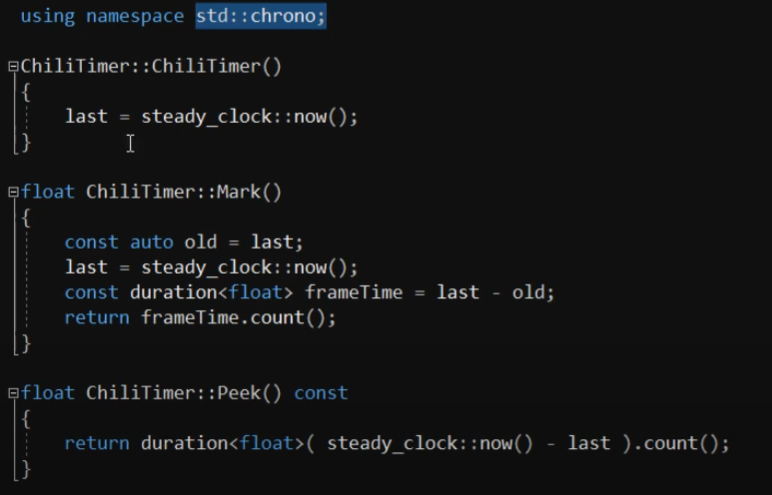 using namespace std::chrono;
ChiliTimer::ChiliTimer()
{
last = steady_clock::now();
}
float ChiliTimer::Mark()
{
const auto old = last;
last = steady_clock::now();
const duration<float> frameTime = last - old;
return frameTime.count();
}
float ChiliTimer::Peek() const
{
return duration<float>( steady_clock::now() - last ).count();
}